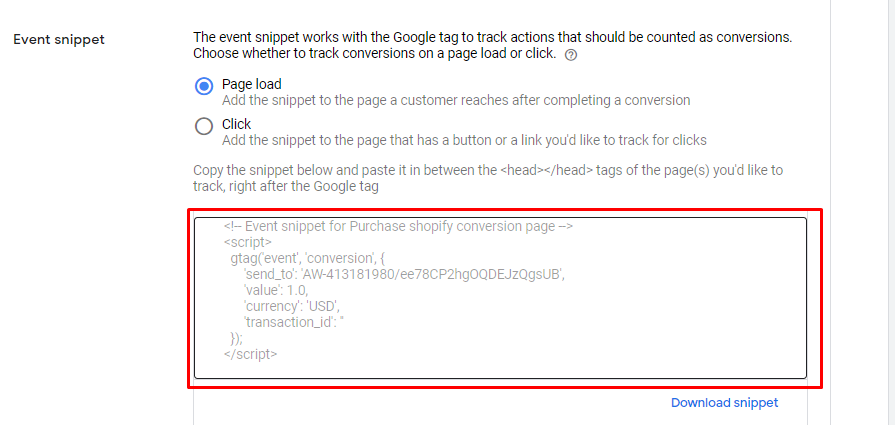 Event snippet
The event snippet works with the Google tag to track actions that should be counted as conversions.
Choose whether to track conversions on a page load or click.
Page load
Add the snippet to the page a customer reaches after completing a conversion
Click
Add the snippet to the page that has a button or a link you'd like to track for clicks
Copy the snippet below and paste it in between the <head></head> tags of the page(s) you'd like to
track, right after the Google tag
<!-- Event snippet for Purchase shopify conversion page -->
<script>
gtag('event', 'conversion', {
'send_to': 'AW-413181980/ee78CP2hgOQDEJzQgsUB',
'value': 1.0,
'currency': 'USD',
'transaction_id': ''
});
</script>
Download snippet